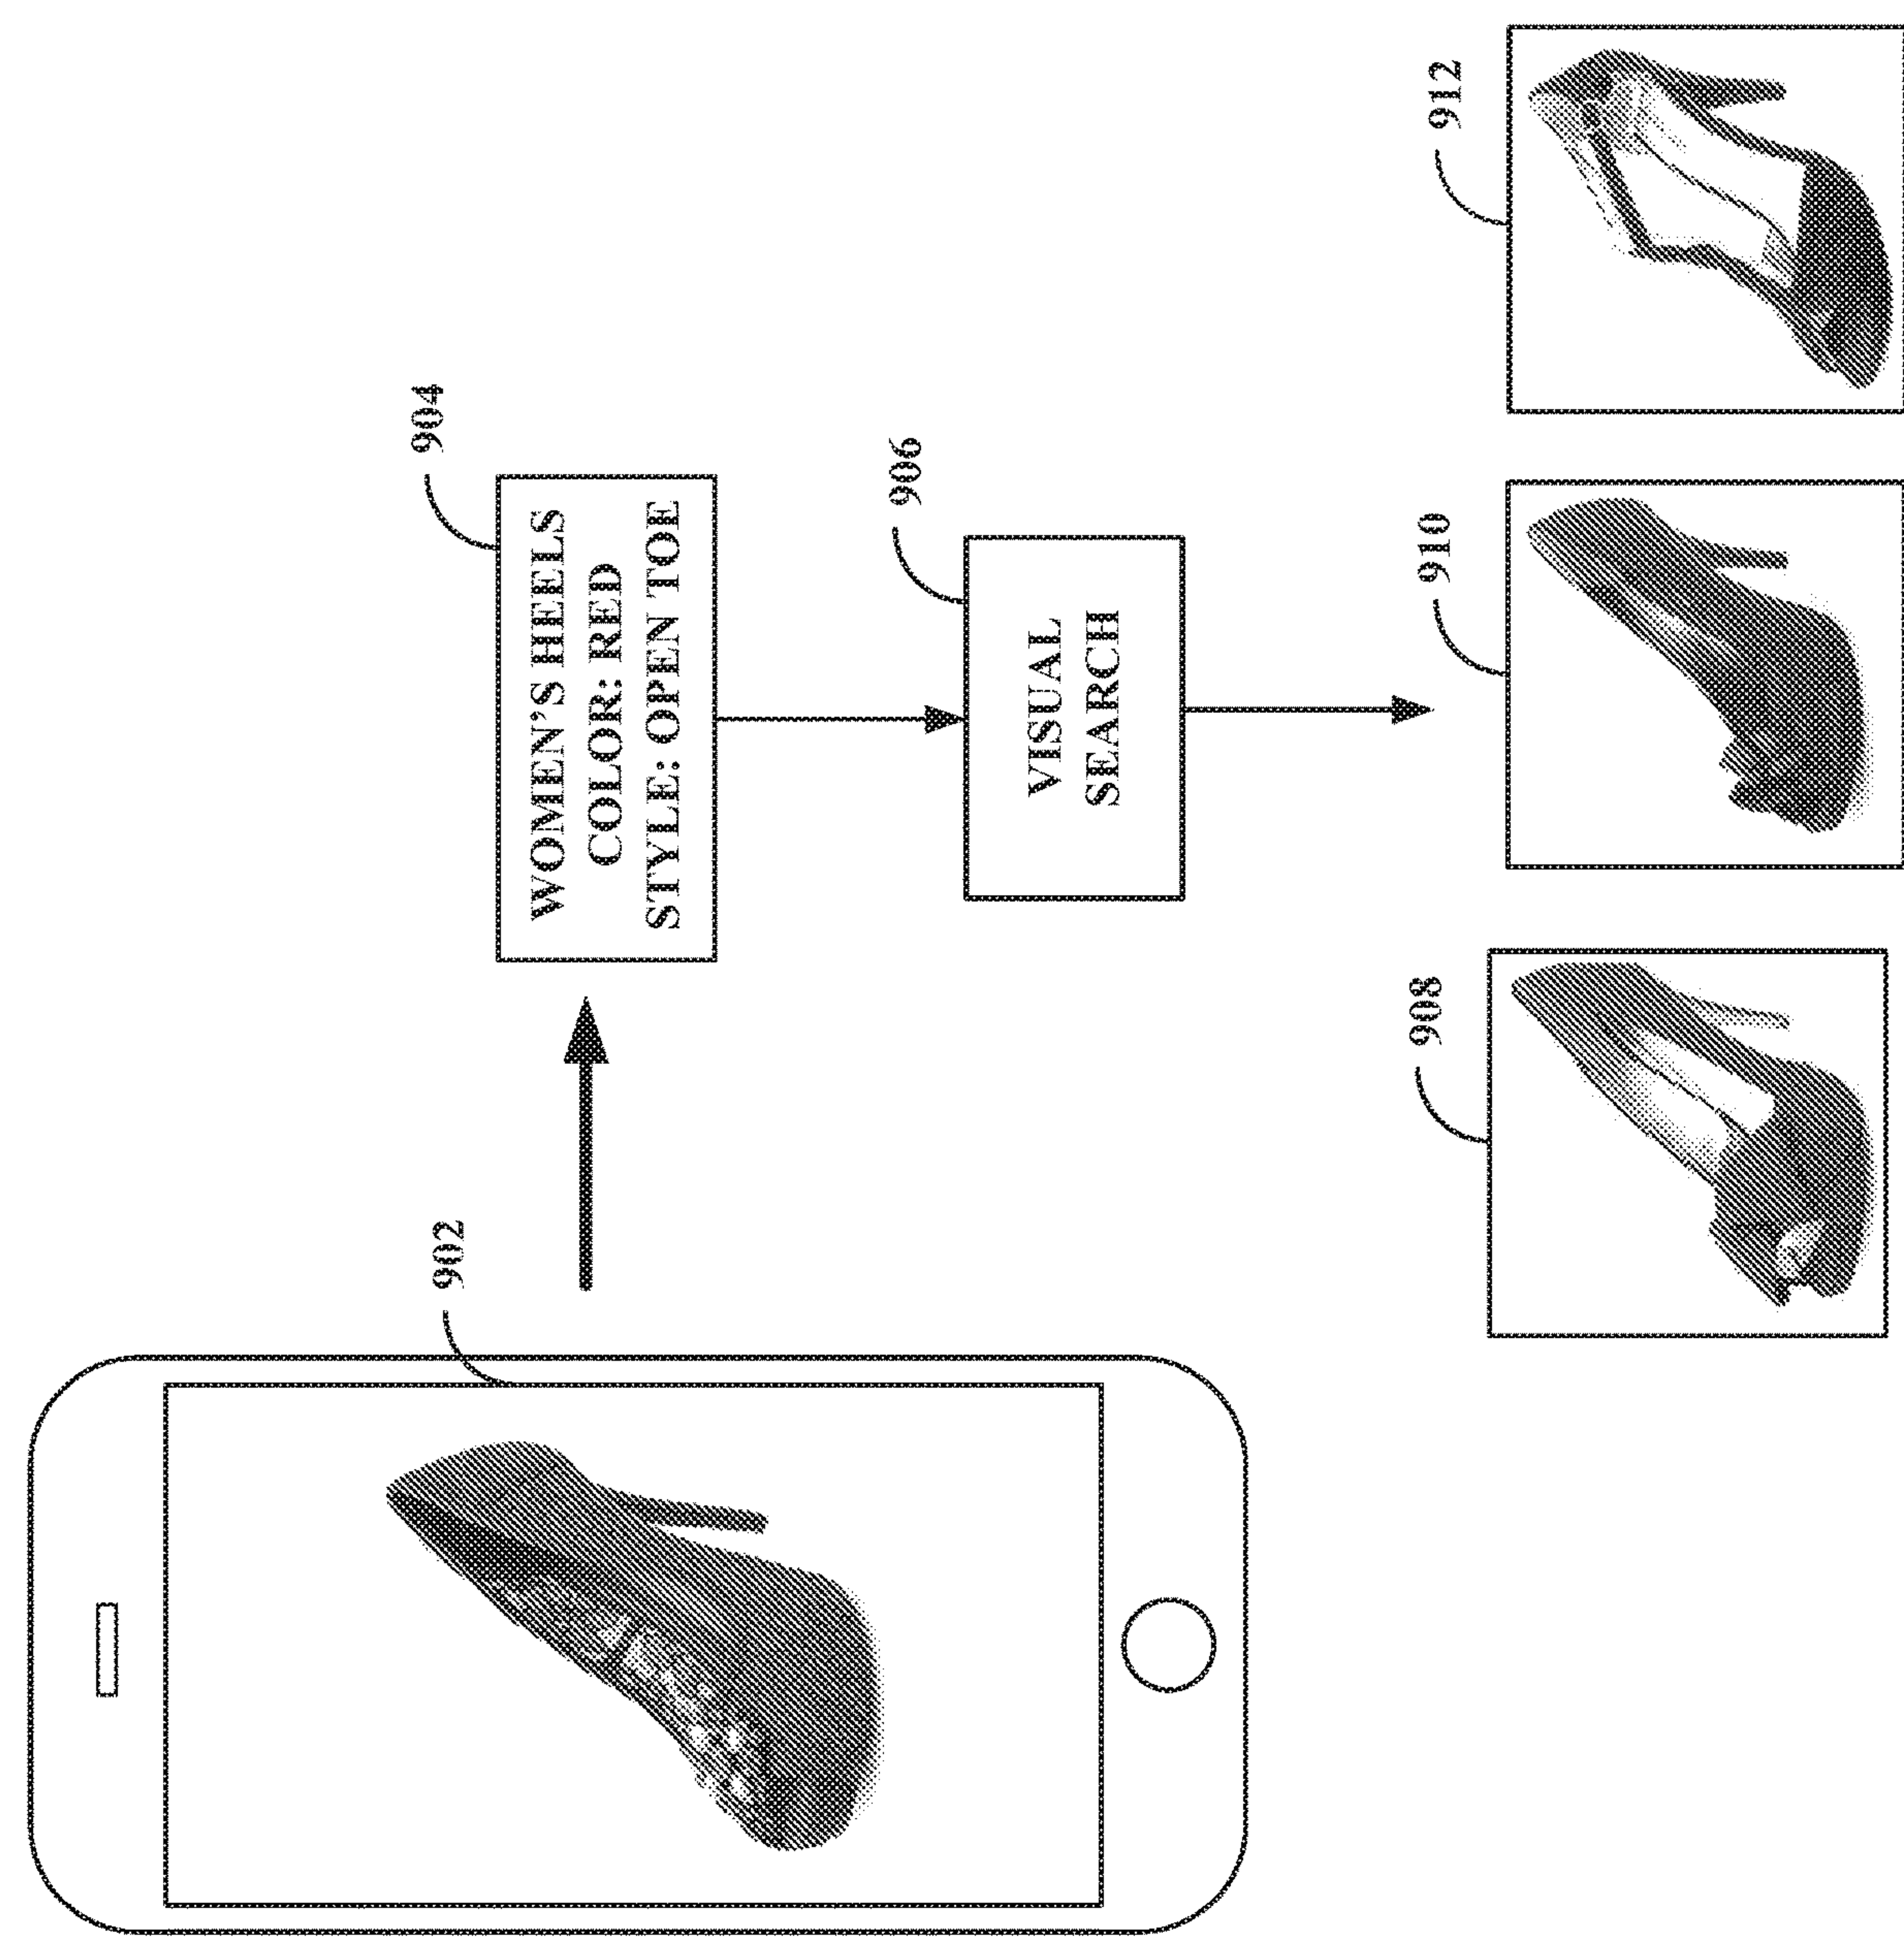 902
904
WOMEN'S HEELS
COLOR: RED
STYLE: OPEN TOE
906
VISUAL
SEARCH
908
910
912